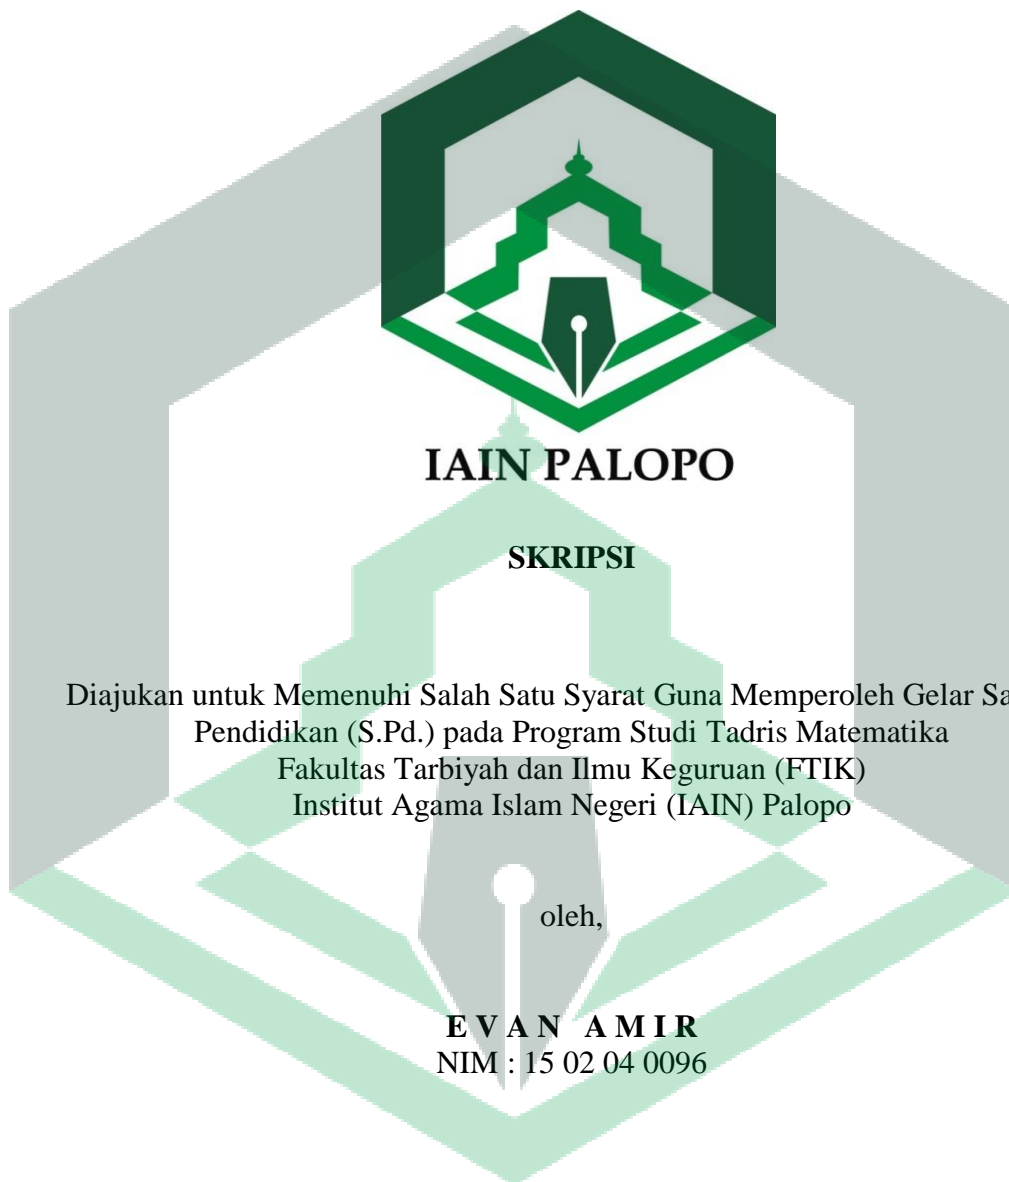 IAIN PALOPO
SKRIPSI
Diajukan untuk Memenuhi Salah Satu Syarat Guna Memperoleh Gelar Sa
Pendidikan (S.Pd.) pada Program Studi Tadris Matematika
Fakultas Tarbiyah dan Ilmu Keguruan (FTIK)
Institut Agama Islam Negeri (IAIN) Palopo
oleh,
E V A N A M I R
NIM : 15 02 04 0096